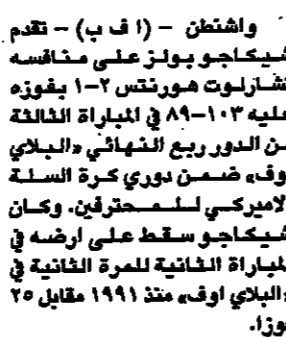 واشنطن – (ا ف ب) – تقدم
شيكاجو بولز على منافسه
تشارلوت هورنتس ٢-١ بفوزه
عليه ١٠٣-٨٩ في المباراة الثالثة
من الدور ربع النهائي «البلاي
اوف» ضمن دوري كرة السلة
الاميركي للمحترفين. وكان
شيكاجو سقط على ارضه في
المباراة الثانية للمرة الثانية في
«البلاي اوف» منذ ١٩٩١ مقابل ٢٥
فوزا.